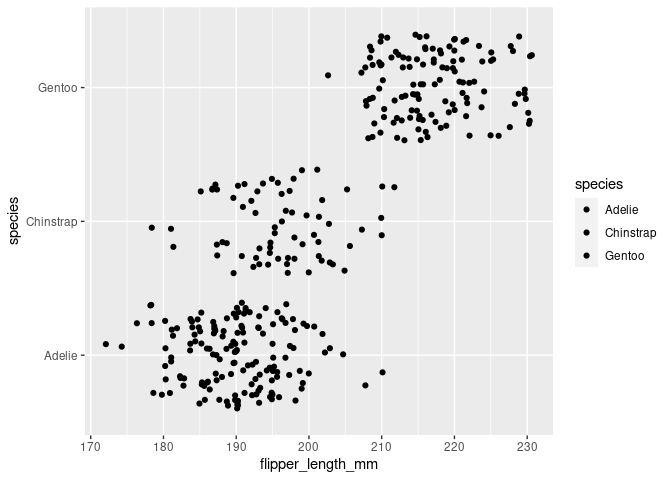 Gentoo
Chinstrap
Adelie
species
170 180 190 200 210 220 230
flipper_length_mm
species
Adelie
Chinstrap
Gentoo